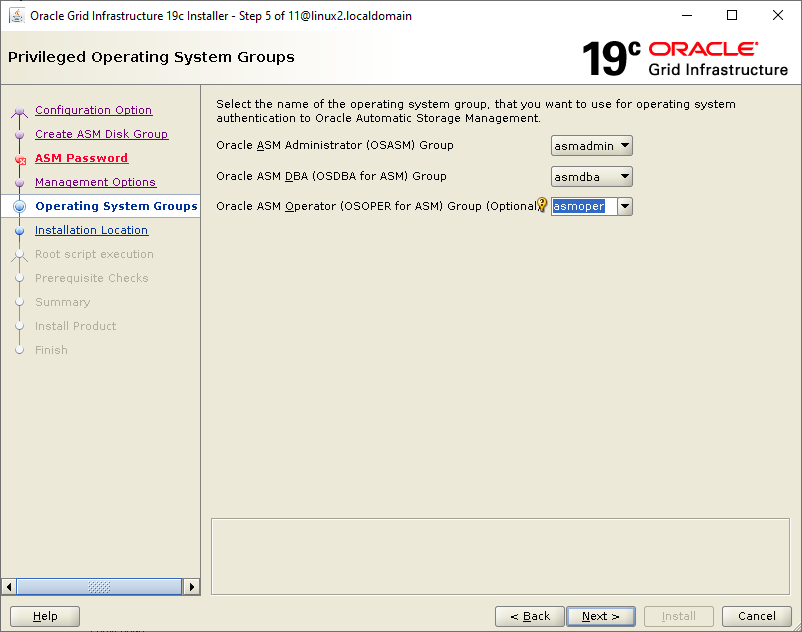 Oracle Grid Infrastructure 19c Installer - Step 5 of 11@linux2.localdomain
Privileged Operating System Groups
19c ORACLE
Grid Infrastructure
Configuration Option
Create ASM Disk Group
ASM Password
Management Options
Operating System Groups
Installation Location
Root script execution
Prerequisite Checks
Summary
Install Product
Finish
Select the name of the operating system group, that you want to use for operating system
authentication to Oracle Automatic Storage Management.
Oracle ASM Administrator (OSASM) Group asmadmin
Oracle ASM DBA (OSDBA for ASM) Group asmdba
Oracle ASM Operator (OSOPER for ASM) Group (Optional) asmoper
Help < Back Next > Install Cancel